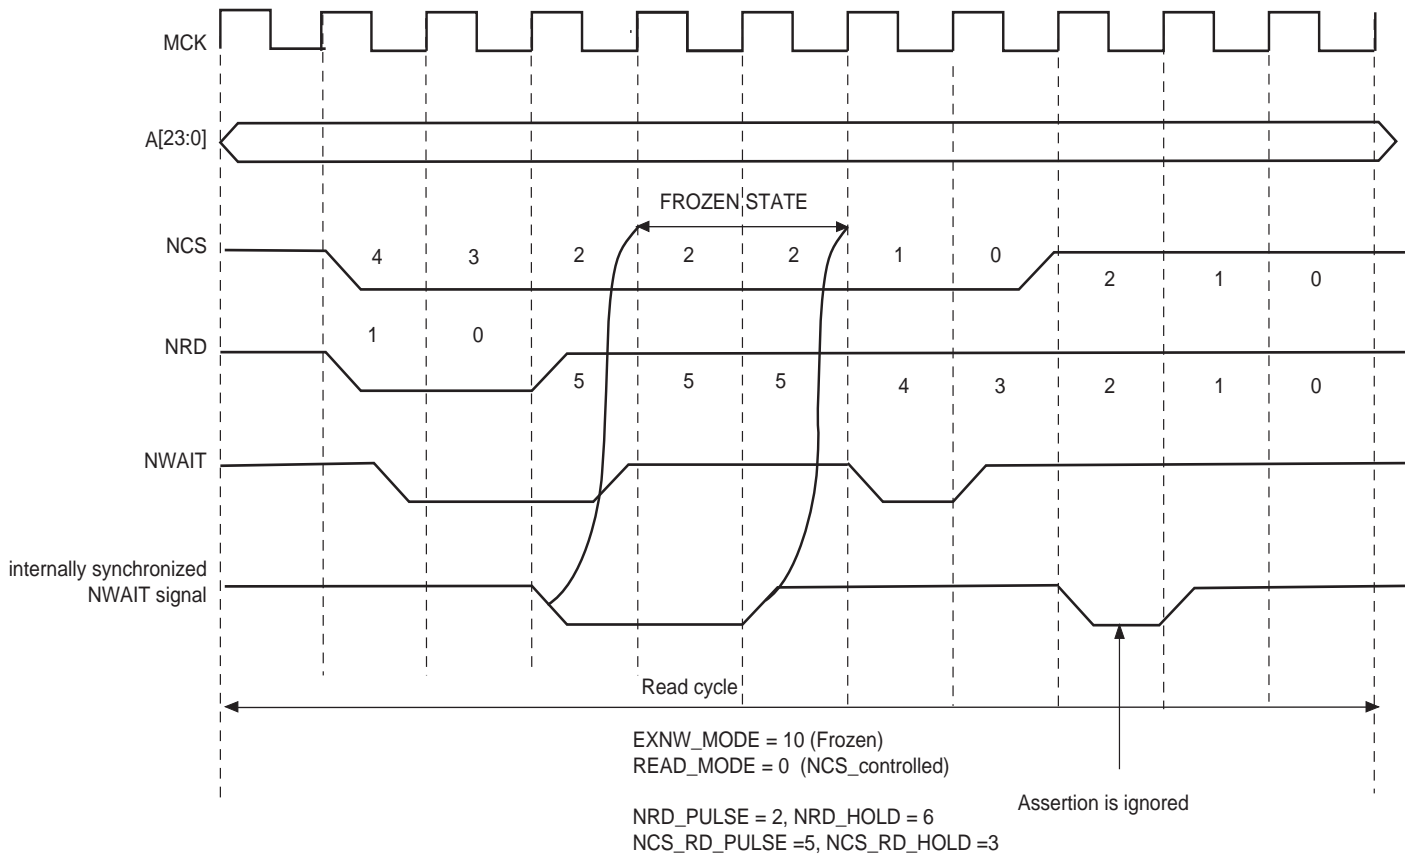 MCK
A[23:0]
FROZEN STATE
NCS
4 3 2 2 2 1 0
2 1 0
1 0
NRD
5 5 5 4 3 2 1 0
NWAIT
internally synchronized
NWAIT signal
Read cycle
EXNW_MODE = 10 (Frozen)
READ_MODE = 0 (NCS_controlled)
Assertion is ignored
NRD_PULSE = 2, NRD_HOLD = 6
NCS_RD_PULSE =5, NCS_RD_HOLD =3